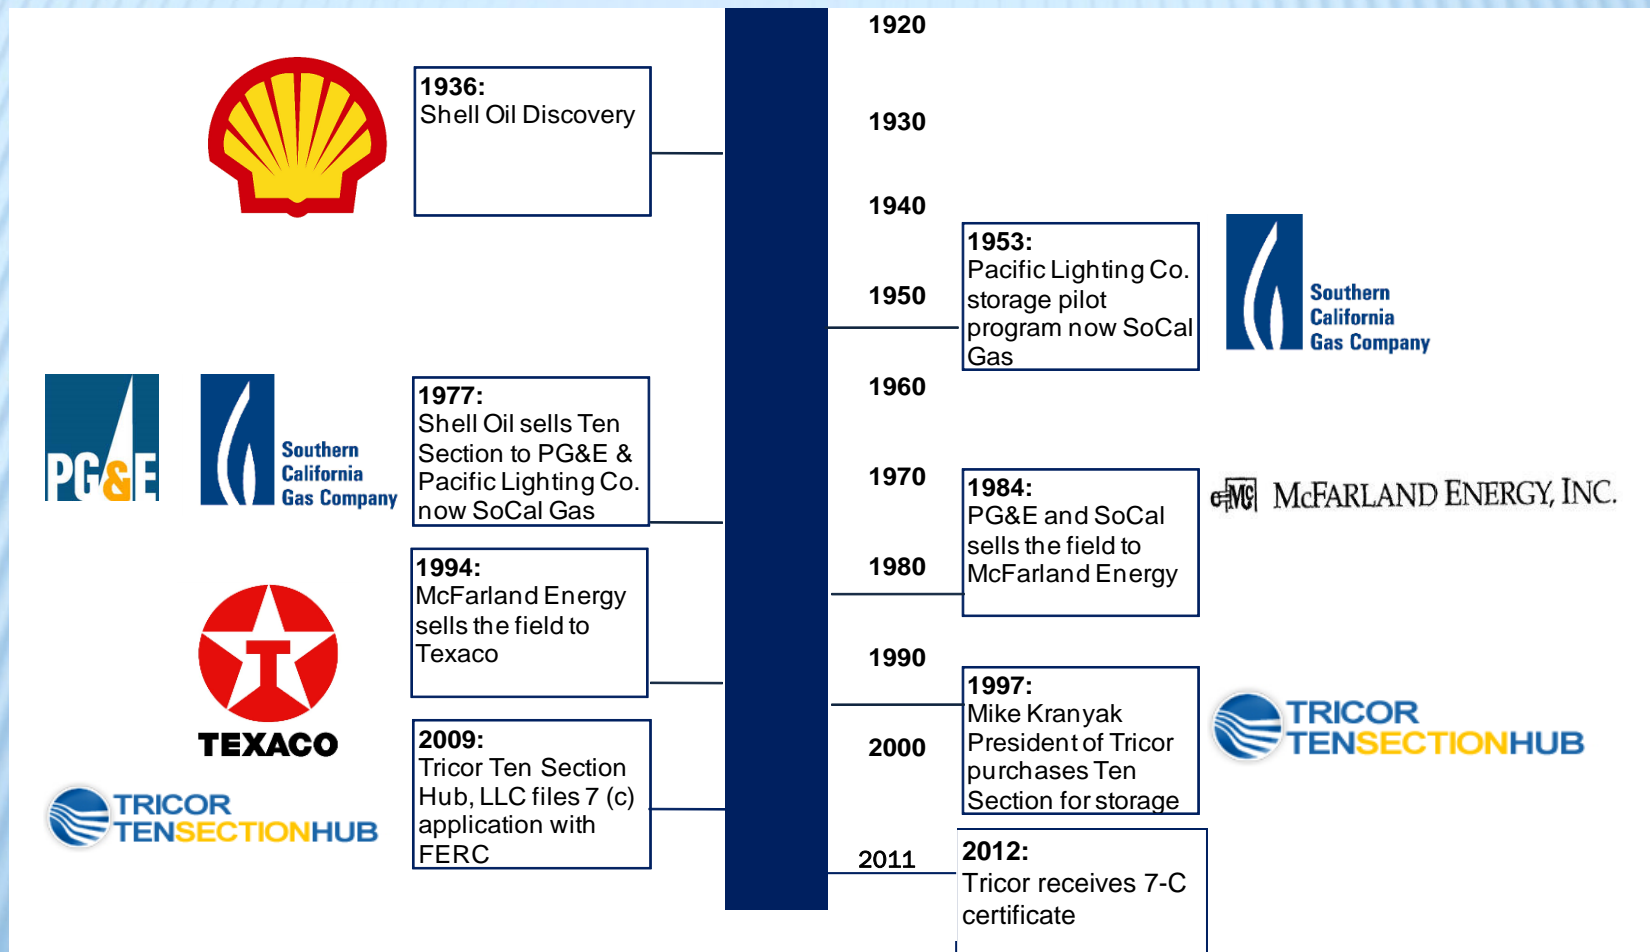 1920
1936:
Shell Oil Discovery
1930
1940
1953:
Pacific Lighting Co.
storage pilot
program now SoCal
Gas
Southern
California
Gas Company
1950
1960
PG&E
Southern
California
Gas Company
1977:
Shell Oil sells Ten
Section to PG&E &
Pacific Lighting Co.
now SoCal Gas
1970
1984:
PG&E and SoCal
sells the field to
McFarland Energy
McFARLAND ENERGY, INC.
1980
1994:
McFarland Energy
sells the field to
Texaco
T
TEXACO
1990
1997:
Mike Kranyak
President of Tricor
purchases Ten
Section for storage
TRICOR
TENSECTIONHUB
2000
2009:
Tricor Ten Section
Hub, LLC files 7 (c)
application with
FERC
TRICOR
TENSECTIONHUB
2011
2012:
Tricor receives 7-C
certificate